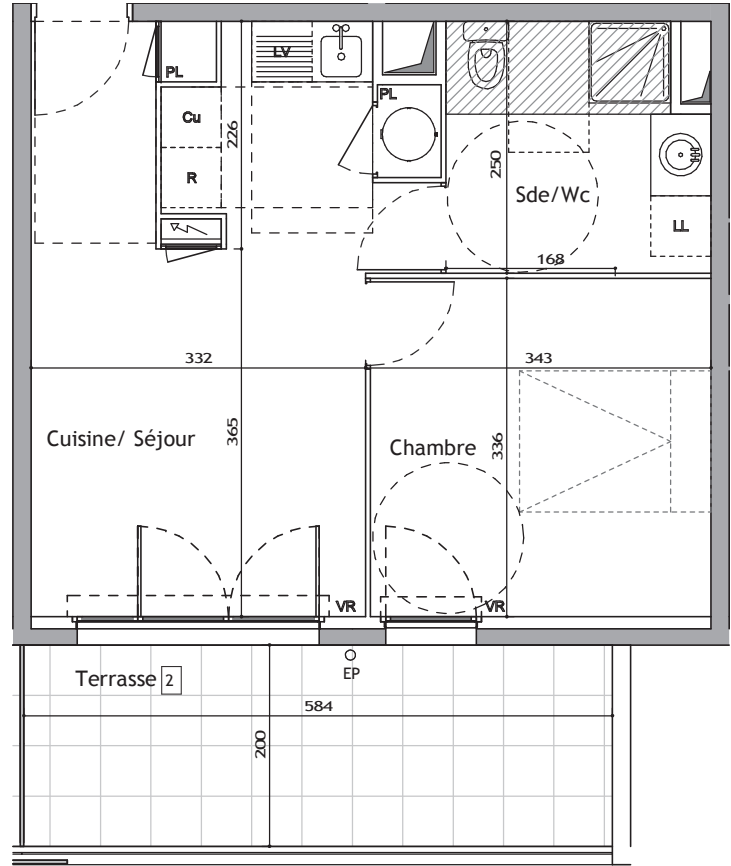 LV
PL
PL
Cu
226
250
R
Sde/Wc
LL
168
332
343
Cuisine/ Séjour
365
Chambre
336
VR
VR
EP
Terrasse 2
584
200